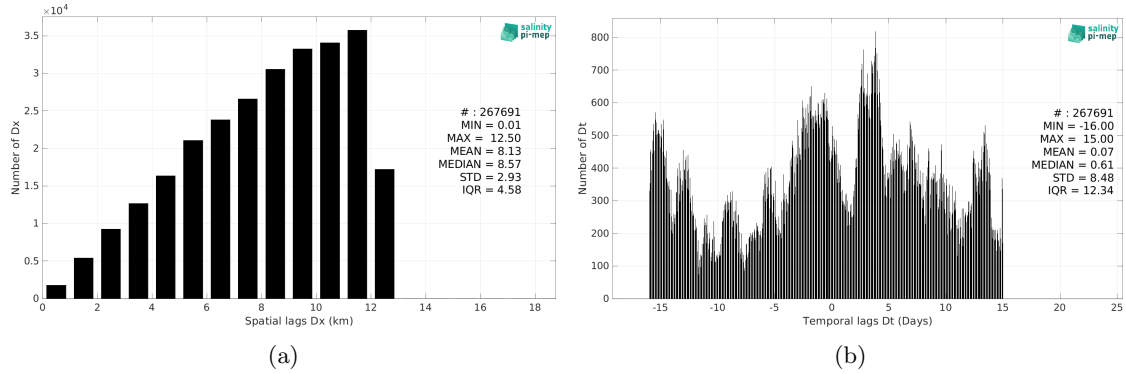 ×10⁴
3.5
3
2.5
2
1.5
1
0.5
0
0 2 4 6 8 10 12 14 16 18
Number of Dx
Spatial lags Dx (km)
salinity
pi-mep
# : 267691
MIN = 0.01
MAX = 12.50
MEAN = 8.13
MEDIAN = 8.57
STD = 2.93
IQR = 4.58
(a)
800
700
600
500
400
300
200
100
0
-15 -10 -5 0 5 10 15 20 25
Number of Dt
Temporal lags Dt (Days)
salinity
pi-mep
# : 267691
MIN = -16.00
MAX = 15.00
MEAN = 0.07
MEDIAN = 0.61
STD = 8.48
IQR = 12.34
(b)